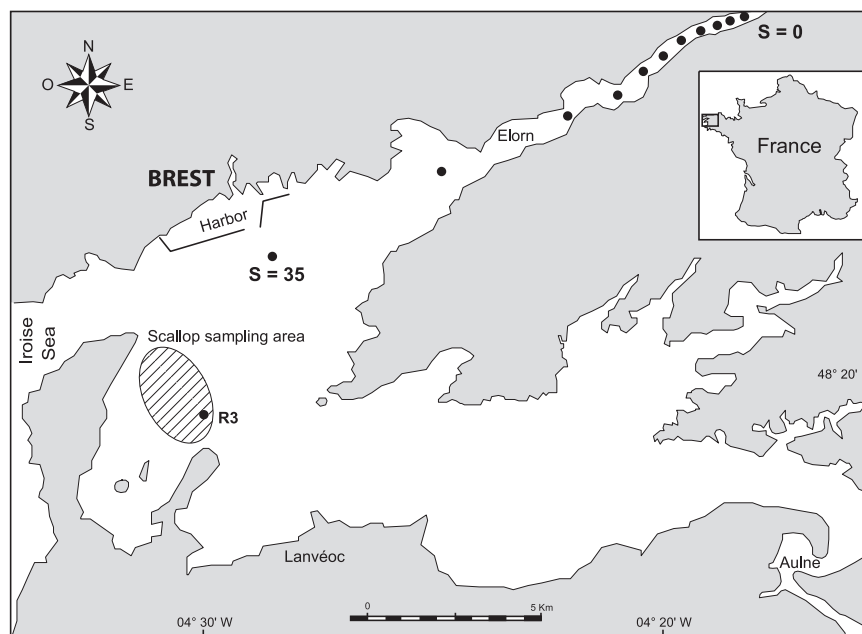 S = 0
N
O
E
S
France
Elorn
BREST
Harbor
S = 35
Iroise
Sea
Scallop sampling area
48° 20'
R3
Lanvéoc
Aulne
0
5 Km
04° 30' W
04° 20' W